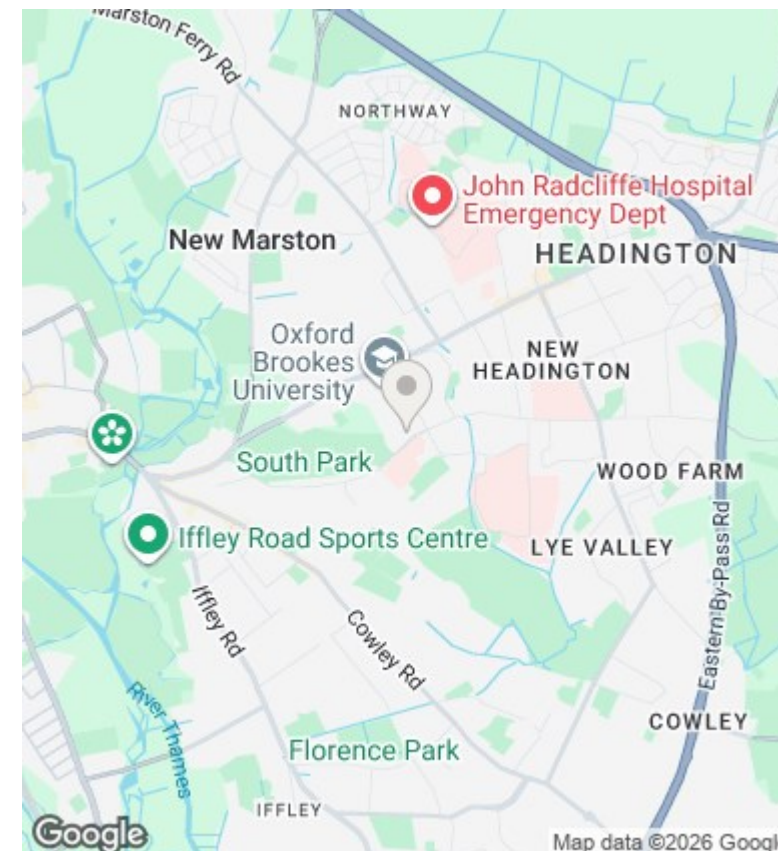 Marston Ferry Rd
NORTHWAY
John Radcliffe Hospital
Emergency Dept
New Marston
HEADINGTON
Oxford
Brookes
University
NEW
HEADINGTON
South Park
WOOD FARM
Iffley Road Sports Centre
LYE VALLEY
Iffley Rd
Cowley Rd
Eastern By-Pass Rd
River Thames
COWLEY
Florence Park
IFFLEY
Google
Map data ©2026 Googl